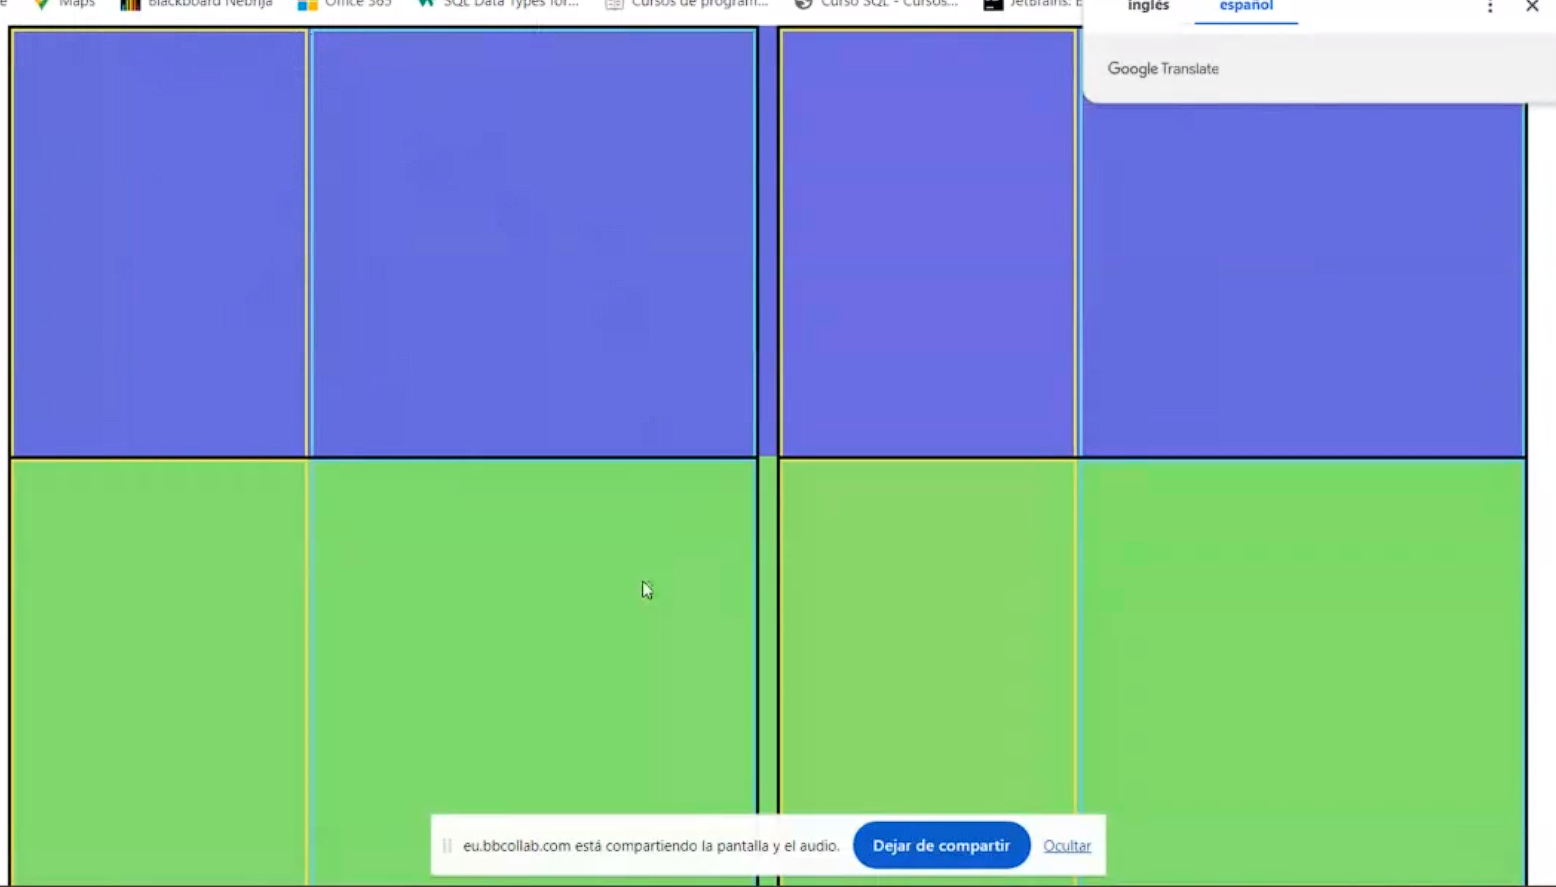 Maps Blackboard Nebrija Office 365 SQL Data Types for... Cursos de program... Curso SQL - Cursos... JetBrains: E
inglés español
Google Translate
eu.bbcollab.com está compartiendo la pantalla y el audio. Dejar de compartir Ocultar